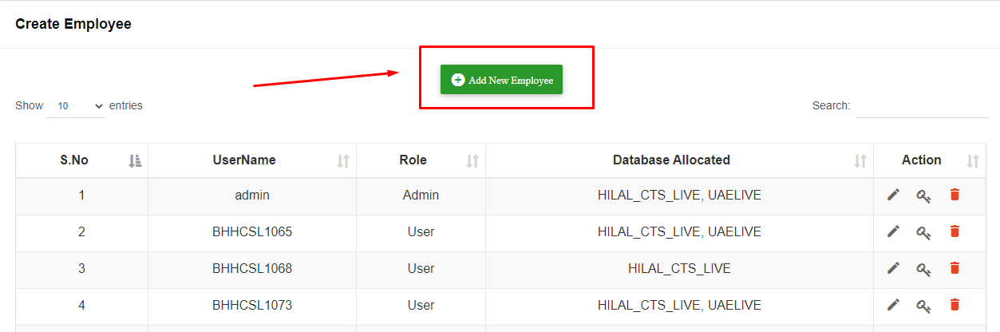 Create Employee
Add New Employee
Show 10 entries
Search:
S.No UserName Role Database Allocated Action
1 admin Admin HILAL_CTS_LIVE, UAELIVE
2 BHHCSL1065 User HILAL_CTS_LIVE, UAELIVE
3 BHHCSL1068 User HILAL_CTS_LIVE
4 BHHCSL1073 User HILAL_CTS_LIVE, UAELIVE